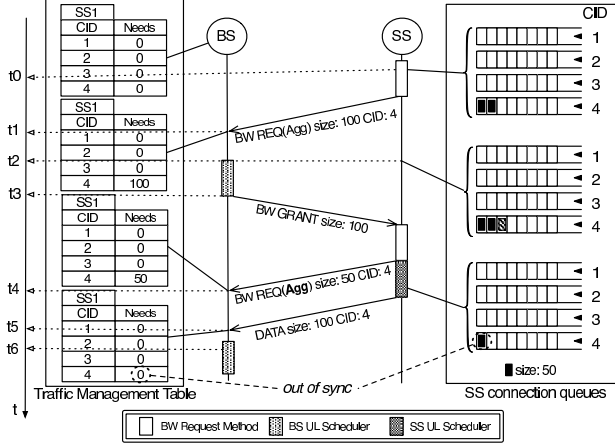 SS1
CID Needs
1 0
2 0
3 0
4 0
SS1
CID Needs
1 0
2 0
3 0
4 100
SS1
CID Needs
1 0
2 0
3 0
4 50
SS1
CID Needs
1 0
2 0
3 0
4 0
Traffic Management Table
t0
t1
t2
t3
t4
t5
t6
t
BS
SS
BW REQ(Agg) size: 100 CID: 4
BW GRANT size: 100
BW REQ(Agg) size: 50 CID: 4
DATA size: 100 CID: 4
out of sync
CID
1
2
3
4
1
2
3
4
1
2
3
4
size: 50
SS connection queues
BW Request Method BS UL Scheduler SS UL Scheduler